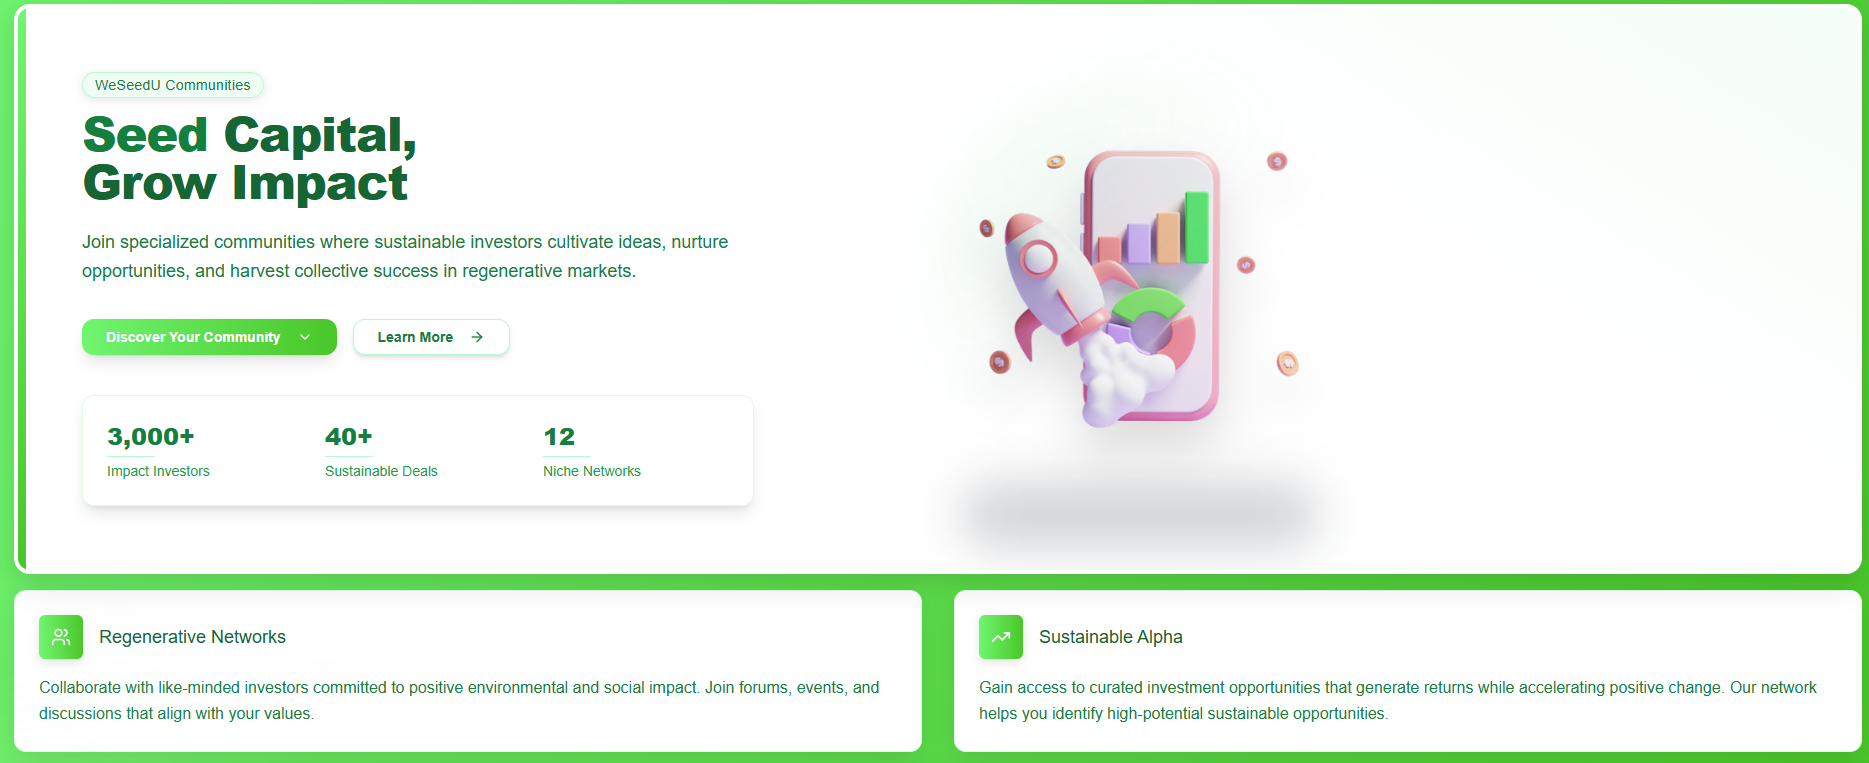 WeSeedU Communities
Seed Capital,
Grow Impact
Join specialized communities where sustainable investors cultivate ideas, nurture
opportunities, and harvest collective success in regenerative markets.
Discover Your Community
Learn More
3,000+
Impact Investors
40+
Sustainable Deals
12
Niche Networks
Regenerative Networks
Collaborate with like-minded investors committed to positive environmental and social impact. Join forums, events, and
discussions that align with your values.
Sustainable Alpha
Gain access to curated investment opportunities that generate returns while accelerating positive change. Our network
helps you identify high-potential sustainable opportunities.